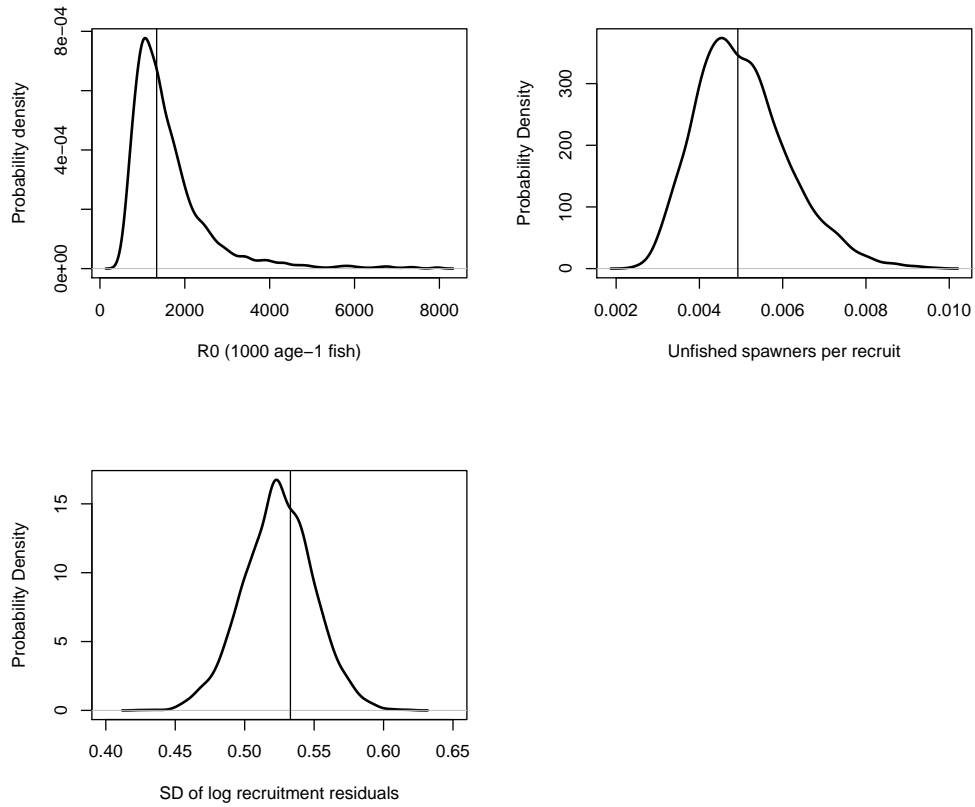 Probability density
0e+00
4e−04
8e−04
0
2000
4000
6000
8000
R0 (1000 age−1 fish)
Probability Density
0
100
200
300
0.002
0.004
0.006
0.008
0.010
Unfished spawners per recruit
Probability Density
0
5
10
15
0.40
0.45
0.50
0.55
0.60
0.65
SD of log recruitment residuals